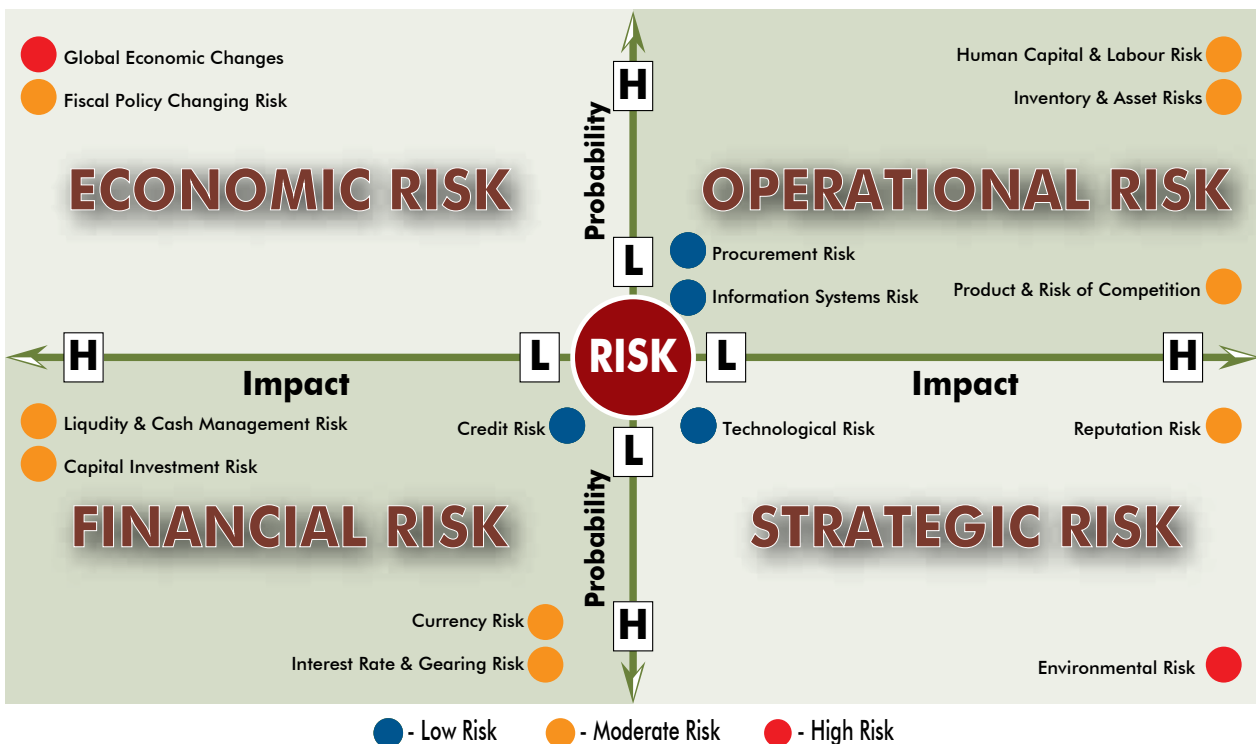 Global Economic Changes
Fiscal Policy Changing Risk
ECONOMIC RISK
H
Probability
L
Human Capital & Labour Risk
Inventory & Asset Risks
OPERATIONAL RISK
Procurement Risk
Information Systems Risk
Product & Risk of Competition
H
L
RISK
L
H
Impact
Impact
Liqudity & Cash Management Risk
Capital Investment Risk
Credit Risk
FINANCIAL RISK
Currency Risk
Interest Rate & Gearing Risk
L
Probability
H
Technological Risk
Reputation Risk
STRATEGIC RISK
Environmental Risk
- Low Risk
- Moderate Risk
- High Risk